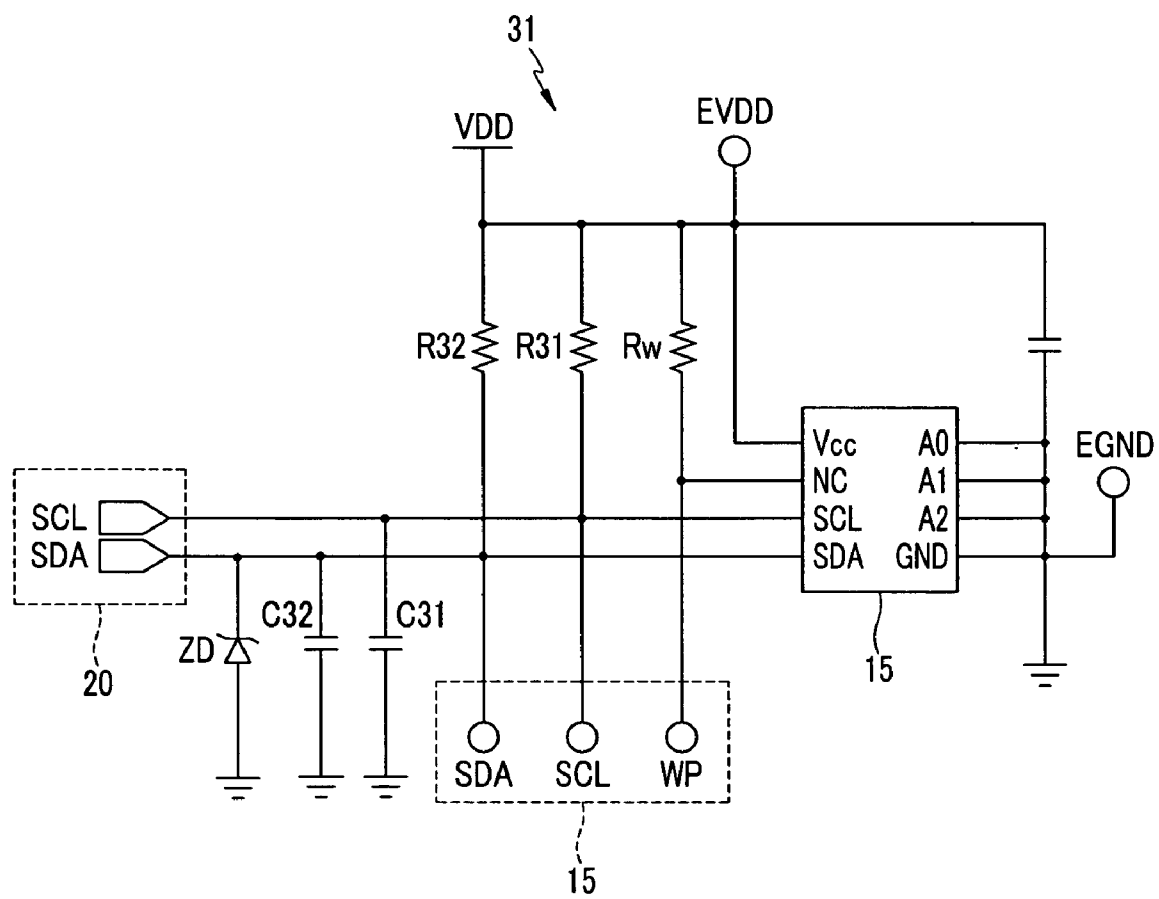 31
VDD
EVDD
R32
R31
Rw
Vcc
A0
NC
A1
SCL
A2
SDA
GND
EGND
SCL
SDA
20
ZD
C32
C31
15
SDA
SCL
WP
15